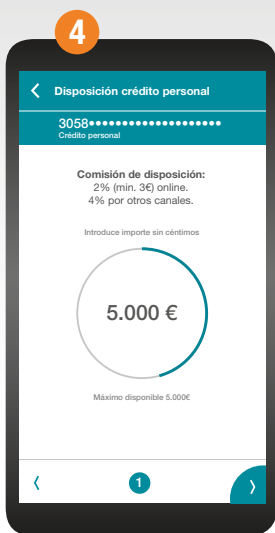 4
Disposición crédito personal
3058••••••••••••••••••••
Crédito personal
Comisión de disposición:
2% (min. 3€) online.
4% por otros canales.
Introduce importe sin céntimos
5.000 €
Máximo disponible 5.000€
1